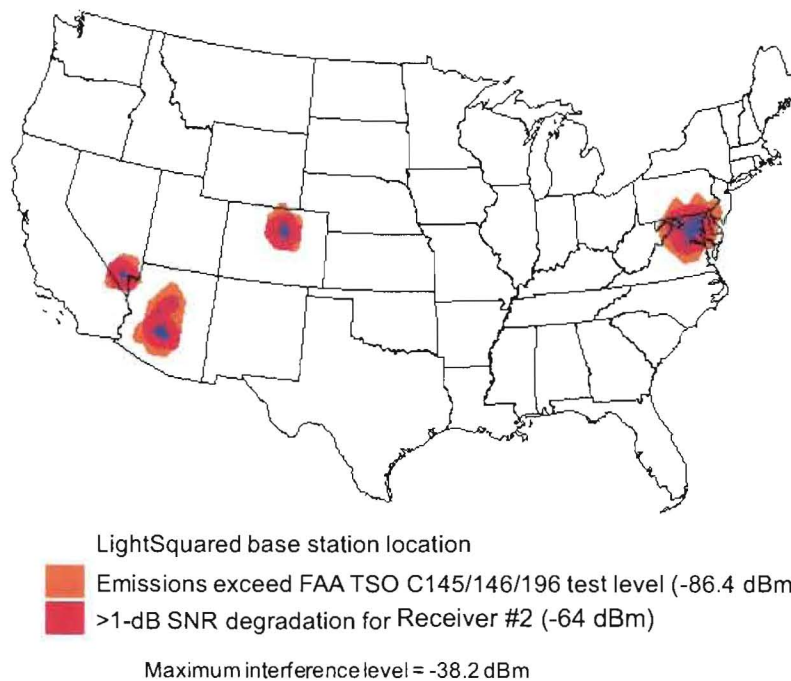 LightSquared base station location
Emissions exceed FAA TSO C145/146/196 test level (-86.4 dBm
>1-dB SNR degradation for Receiver #2 (-64 dBm)
Maximum interference level = -38.2 dBm